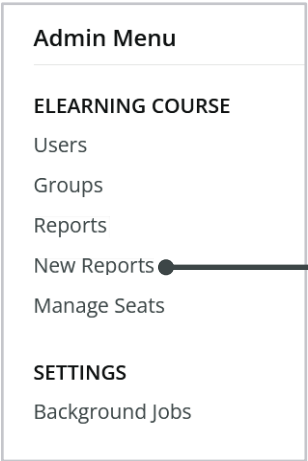 Admin Menu
ELEARNING COURSE
Users
Groups
Reports
New Reports
Manage Seats
SETTINGS
Background Jobs